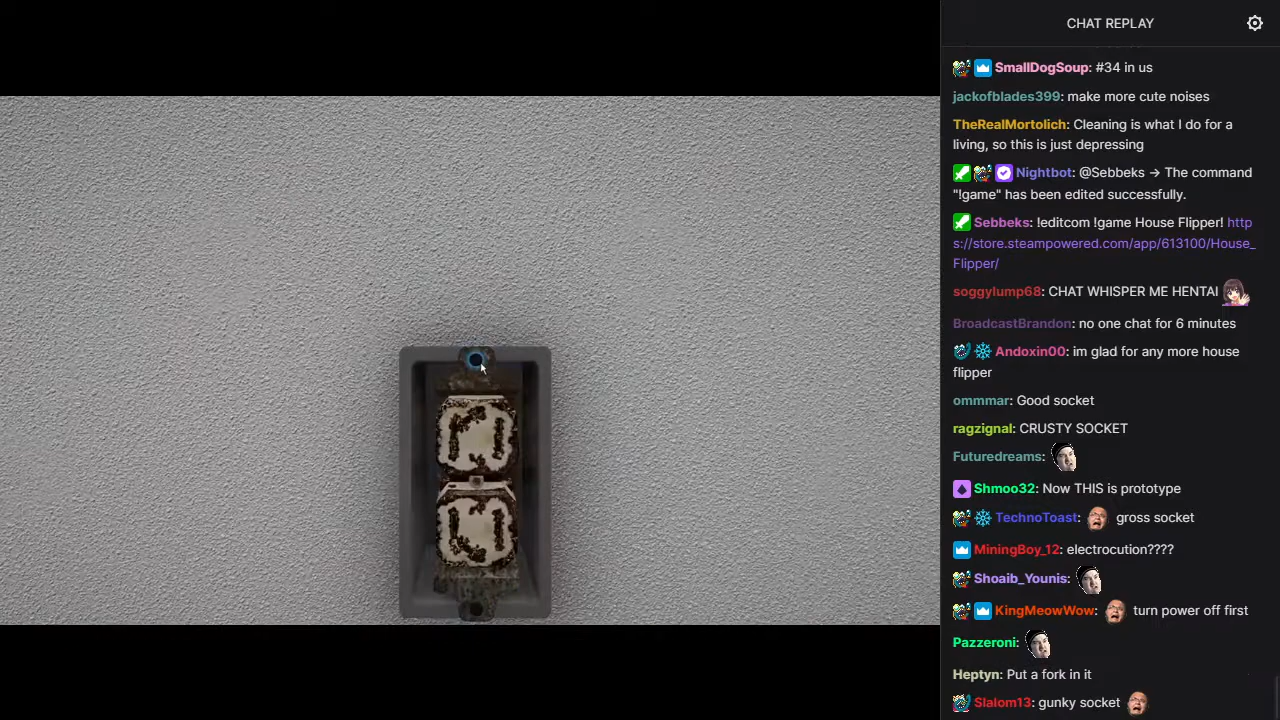 CHAT REPLAY
SmallDogSoup: #34 in us
jackofblades399: make more cute noises
TheRealMortolich: Cleaning is what I do for a
living, so this is just depressing
Nightbot: @Sebbeks → The command
"!game" has been edited successfully.
Sebbeks: !editcom !game House Flipper! http
s://store.steampowered.com/app/613100/House_
Flipper/
soggylump68: CHAT WHISPER ME HENTAI
BroadcastBrandon: no one chat for 6 minutes
Andoxin00: im glad for any more house
flipper
ommmar: Good socket
ragzignal: CRUSTY SOCKET
Futuredreams:
Shmoo32: Now THIS is prototype
TechnoToast: gross socket
MiningBoy_12: electrocution????
Shoaib_Younis:
KingMeowWow: turn power off first
Pazzeroni:
Heptyn: Put a fork in it
Slalom13: gunky socket